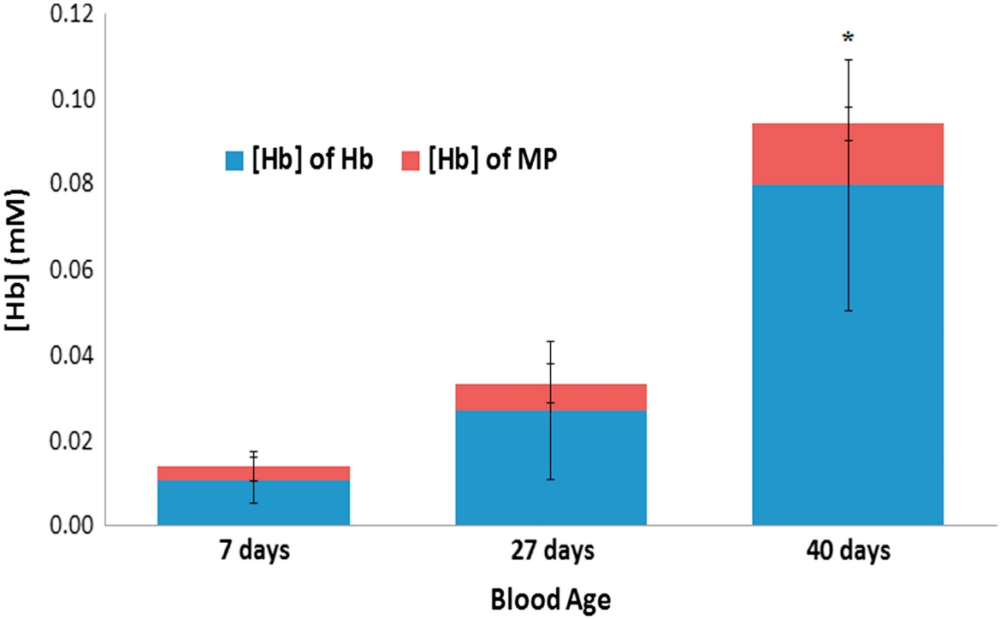 0.12
*
0.10
[Hb] of Hb [Hb] of MP
0.08
0.06
[Hb] (mM)
0.04
0.02
0.00
7 days 27 days 40 days
Blood Age